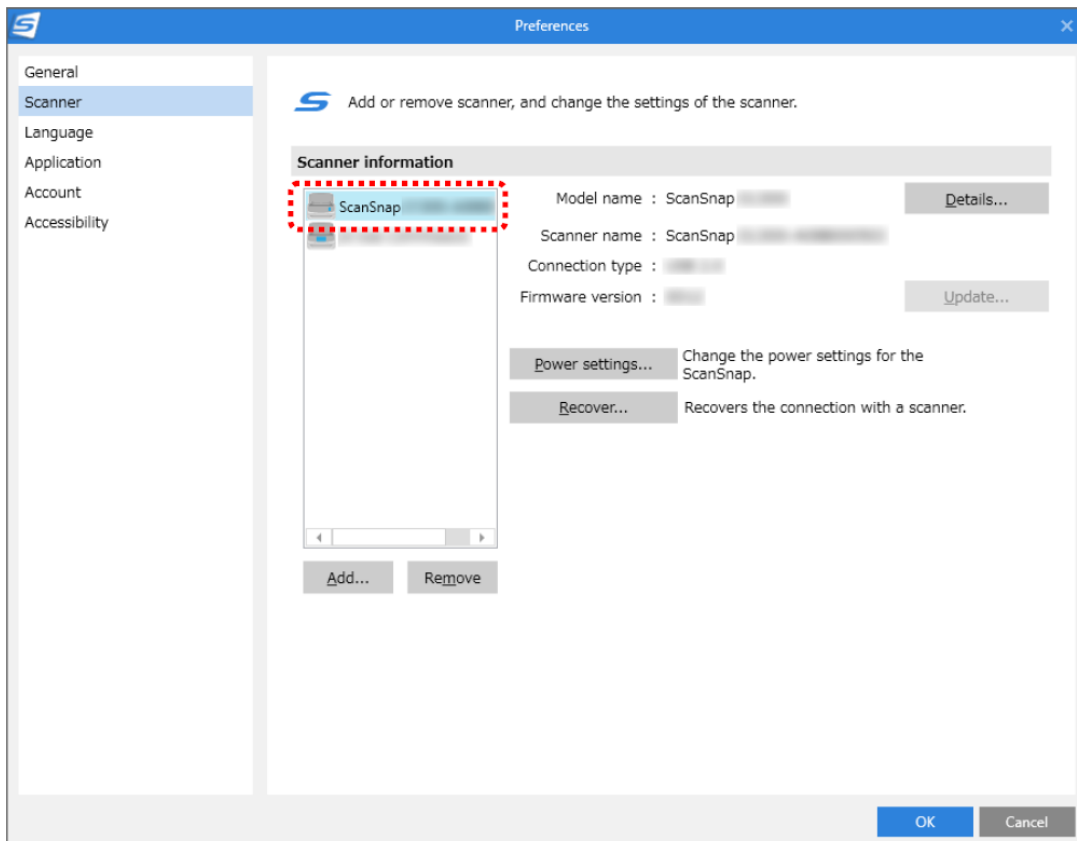 Preferences
General
Scanner
Language
Application
Account
Accessibility
Add or remove scanner, and change the settings of the scanner.
Scanner information
ScanSnap
Model name : ScanSnap
Details...
Scanner name : ScanSnap
Connection type :
Firmware version :
Update...
Power settings...
Change the power settings for the
ScanSnap.
Recover...
Recovers the connection with a scanner.
Add...
Remove
OK
Cancel